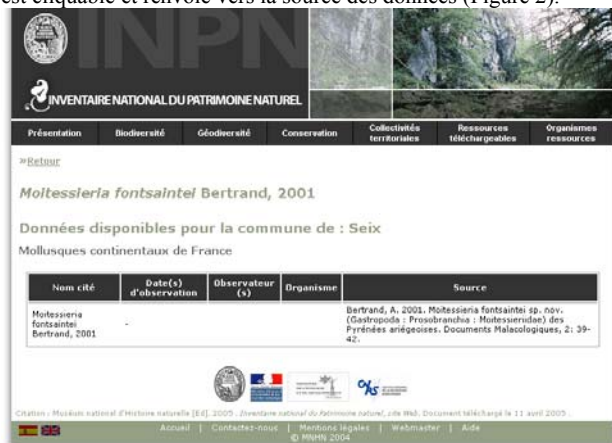 est cliquable et renvoie vers la source des données (Figure 2).
INPN
INVENTAIRE NATIONAL DU PATRIMOINE NATUREL
Présentation Biodiversité Géodiversité Conservation Collectivités territoriales Ressources téléchargeables Organismes ressources
»Retour
Moitessieria fontsaintei Bertrand, 2001
Données disponibles pour la commune de : Seix
Mollusques continentaux de France
Nom cité Date(s) d'observation Observateur (s) Organisme Source
Moitessieria fontsaintei Bertrand, 2001 - Bertrand, A. 2001. Moitessieria fontsaintei sp. nov.
(Gastropoda : Prosobranchia : Moitessieriidae) des
Pyrénées ariégeoises. Documents Malacologiques, 2: 39-
42.
Citation : Muséum national d'Histoire naturelle [Ed]. 2005 . Inventaire national du Patrimoine naturel, site Web. Document téléchargé le 11 avril 2005 .
Accueil | Contactez-nous | Mentions légales | Webmaster | Aide
© MNHN 2004